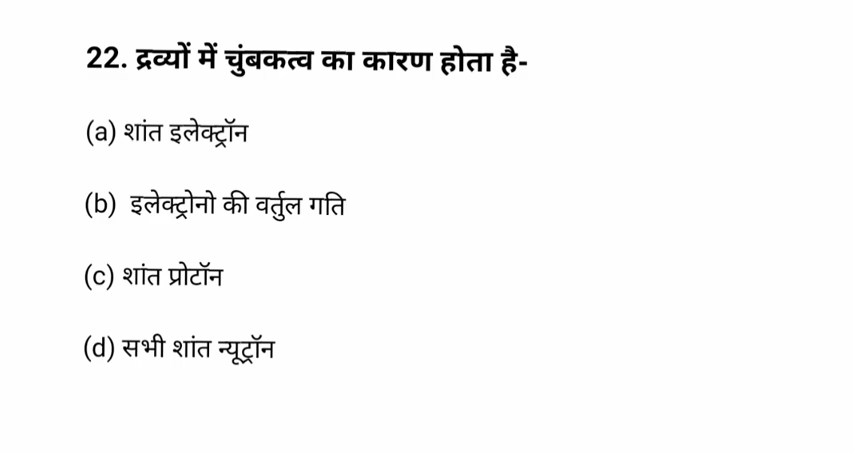 22. द्रव्यों में चुंबकत्व का कारण होता है-
(a) शांत इलेक्ट्रॉन
(b) इलेक्ट्रोनो की वर्तुल गति
(c) शांत प्रोटॉन
(d) सभी शांत न्यूट्रॉन